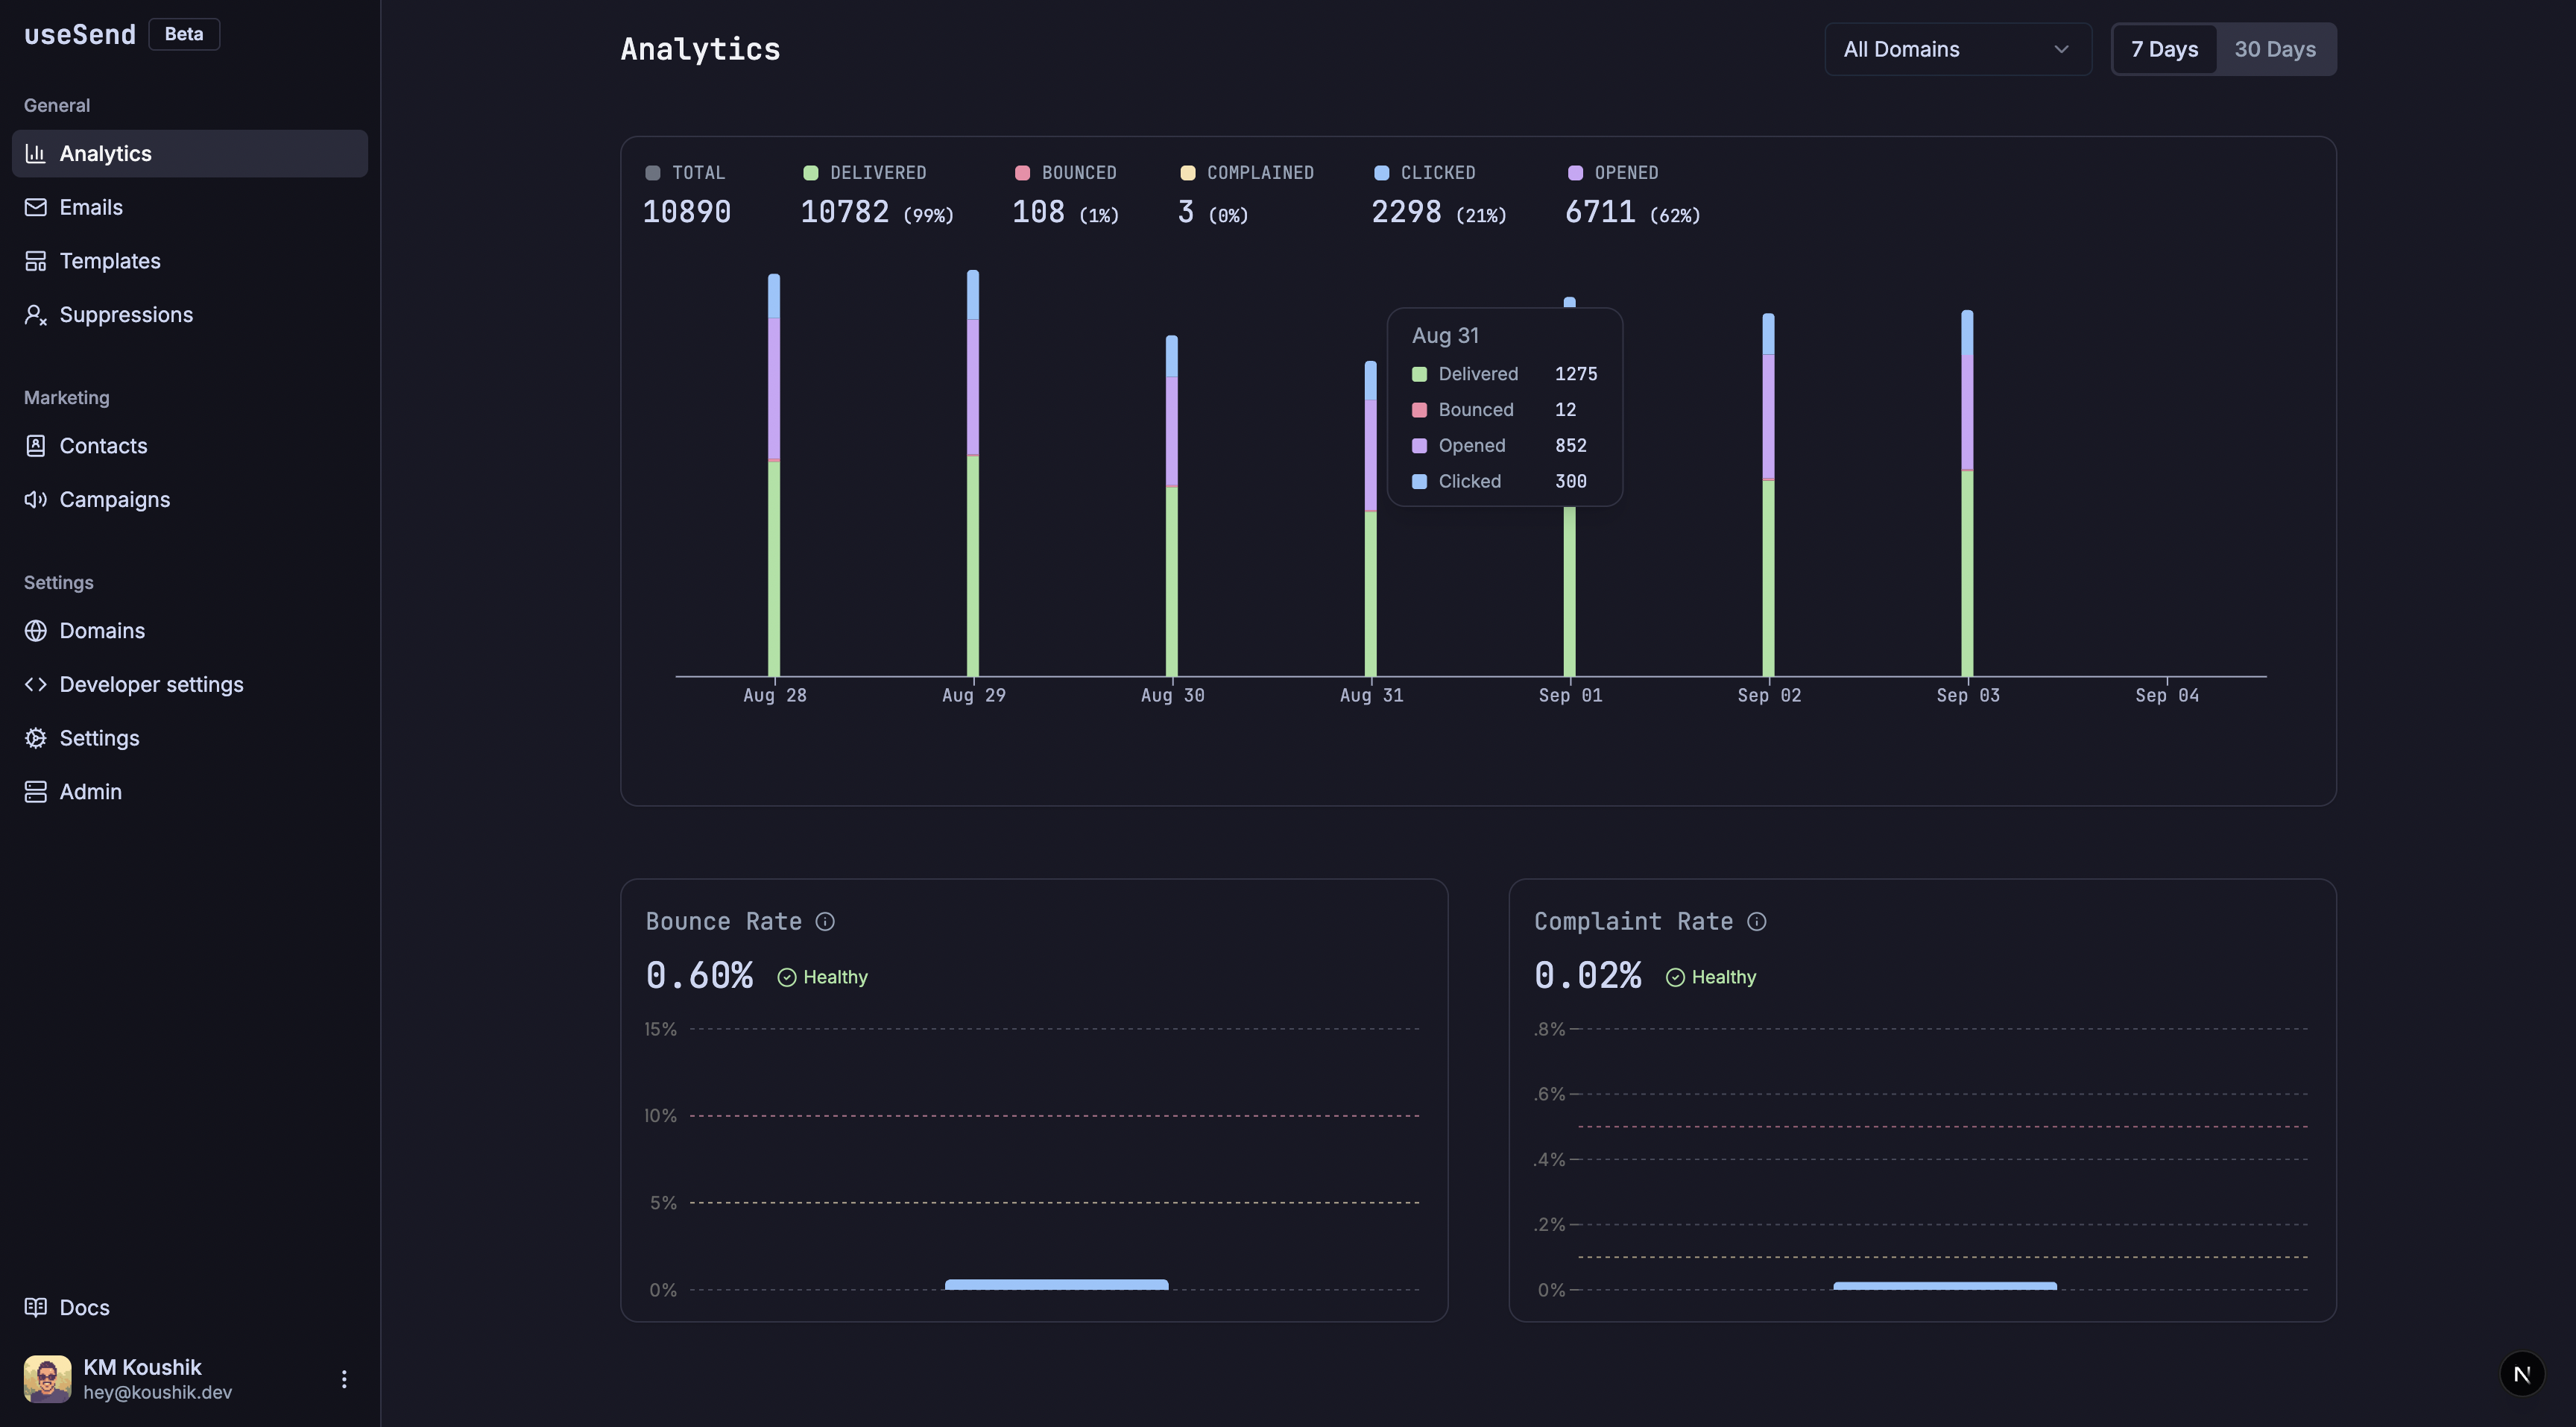 useSend Beta
General
Analytics
Emails
Templates
Suppressions
Marketing
Contacts
Campaigns
Settings
Domains
Developer settings
Settings
Admin
Docs
KM Koushik
hey@koushik.dev
Analytics
All Domains
7 Days 30 Days
TOTAL DELIVERED BOUNCED COMPLAINED CLICKED OPENED
10890 10782 (99%) 108 (1%) 3 (0%) 2298 (21%) 6711 (62%)
Aug 31
Delivered 1275
Bounced 12
Opened 852
Clicked 300
Aug 28 Aug 29 Aug 30 Aug 31 Sep 01 Sep 02 Sep 03 Sep 04
Bounce Rate
0.60% Healthy
15%
10%
5%
0%
Complaint Rate
0.02% Healthy
.8%
.6%
.4%
.2%
0%
N